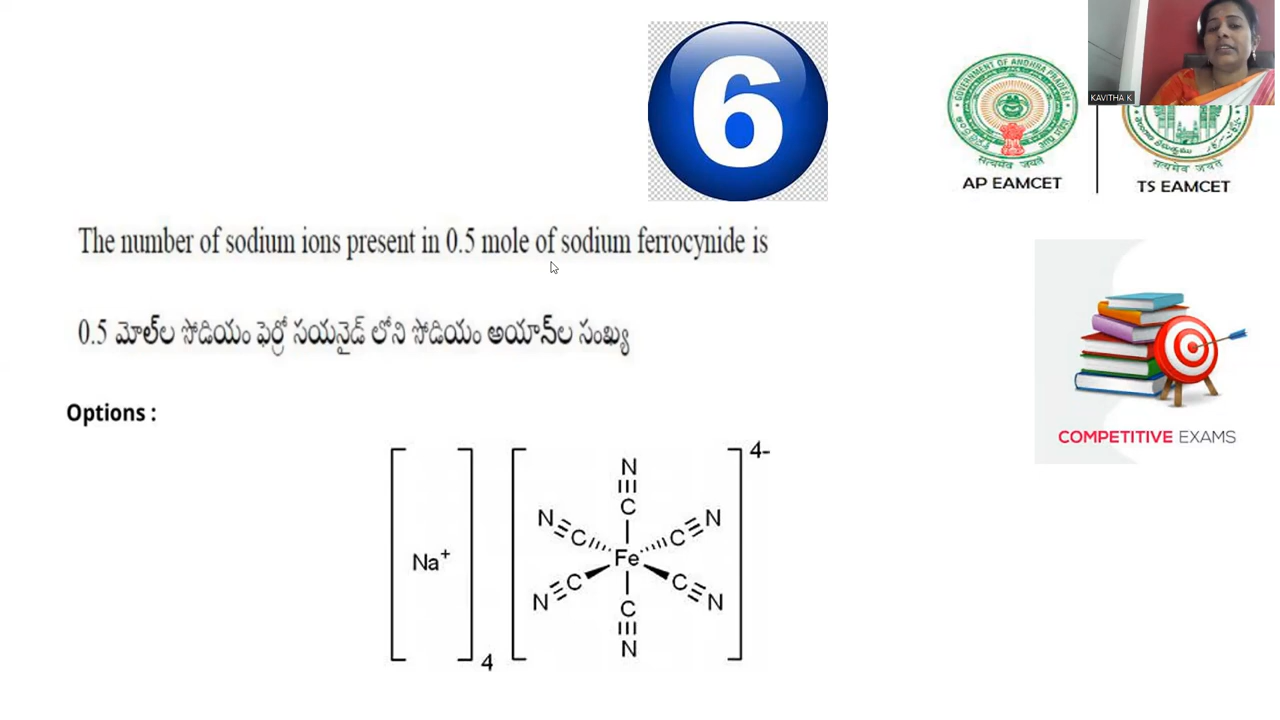 6
KAVITHA K
AP EAMCET
TS EAMCET
The number of sodium ions present in 0.5 mole of sodium ferrocynide is
0.5 మోల్‌ల సోడియం ఫెర్రో సయనైడ్ లోని సోడియం అయాన్‌ల సంఖ్య
COMPETITIVE EXAMS
Options :
4-
N
C
N C C N
Na+ Fe
N C C N
C
N
4